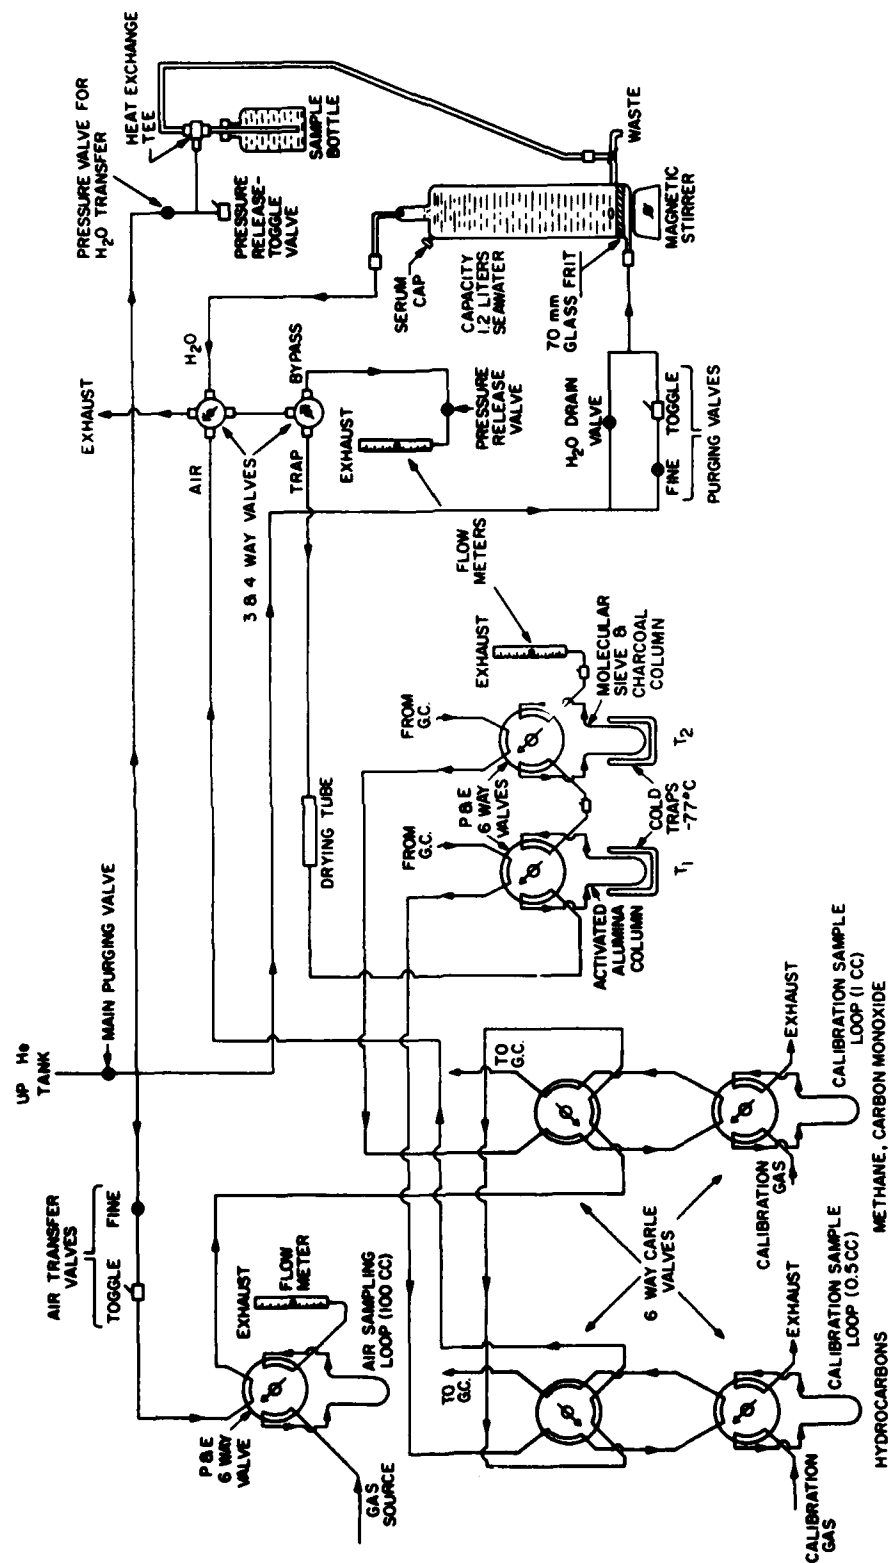 UP He
TANK
MAIN PURGING VALVE
AIR TRANSFER
VALVES
TOGGLE
FINE
P&E
6 WAY
VALVE
EXHAUST
FLOW
METER
AIR SAMPLING
LOOP (100 CC)
GAS
SOURCE
PRESSURE VALVE FOR
H2O TRANSFER
HEAT EXCHANGE
TEE
PRESSURE
RELEASE-
TOGGLE
VALVE
SAMPLE
BOTTLE
EXHAUST
AIR
H2O
3 & 4 WAY VALVES
TRAP
BYPASS
EXHAUST
PRESSURE
RELEASE
VALVE
FLOW
METERS
SERUM
CAP
CAPACITY
1.2 LITERS
SEAWATER
70 mm
GLASS FRIT
WASTE
MAGNETIC
STIRRER
H2O DRAIN
VALVE
FINE
TOGGLE
PURGING VALVES
DRYING TUBE
FROM
G.C.
P&E
6 WAY
VALVES
FROM
G.C.
EXHAUST
ACTIVATED
ALUMINA
COLUMN
MOLECULAR
SIEVE &
CHARCOAL
COLUMN
T1
COLD
TRAPS
-77°C
T2
TO
G.C.
TO
G.C.
6 WAY CARLE
VALVES
CALIBRATION
GAS
EXHAUST
CALIBRATION SAMPLE
LOOP (0.5CC)
HYDROCARBONS
CALIBRATION
GAS
EXHAUST
CALIBRATION SAMPLE
LOOP (1 CC)
METHANE, CARBON MONOXIDE